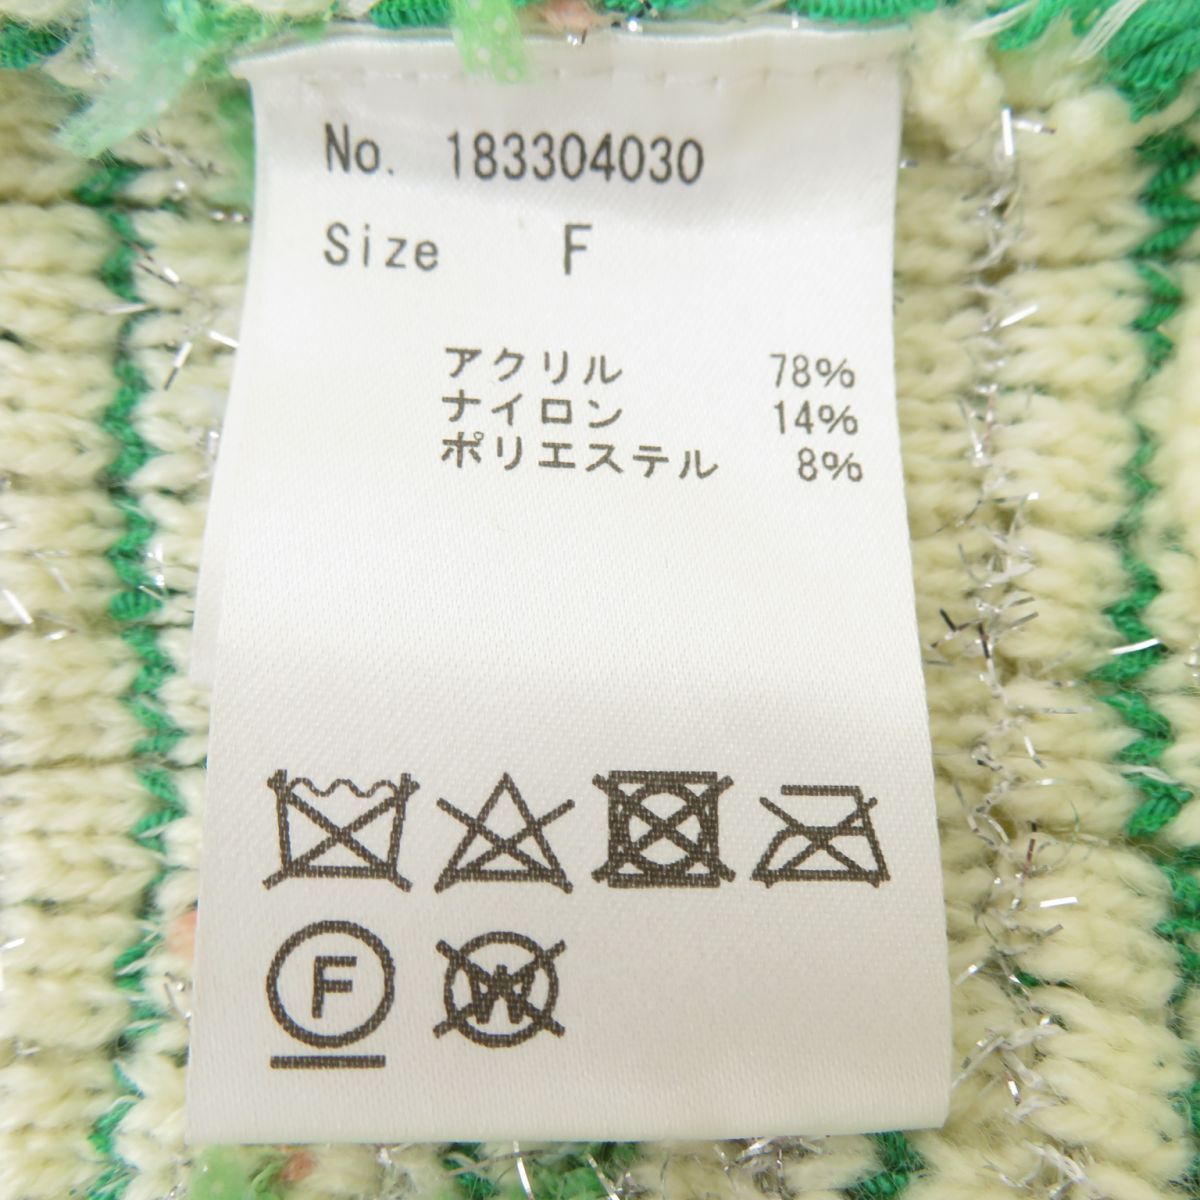 No. 183304030
Size F
アクリル 78%
ナイロン 14%
ポリエステル 8%
F W